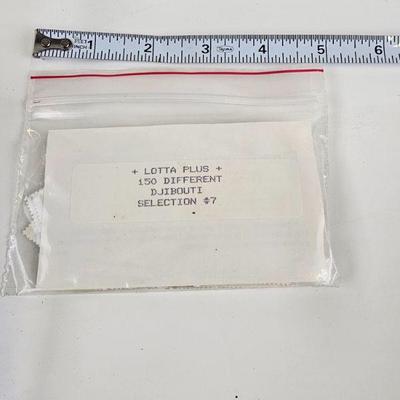 1 2 3 4 5 6
+ LOTTA PLUS +
150 DIFFERENT
DJIBOUTI
SELECTION #7